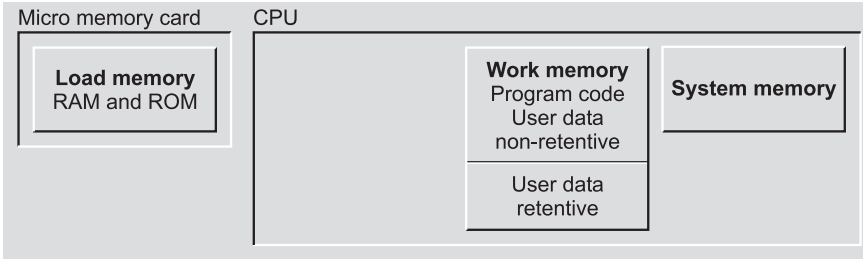 Micro memory card
CPU
Load memory
RAM and ROM
Work memory
Program code
User data
non-retentive
User data
retentive
System memory